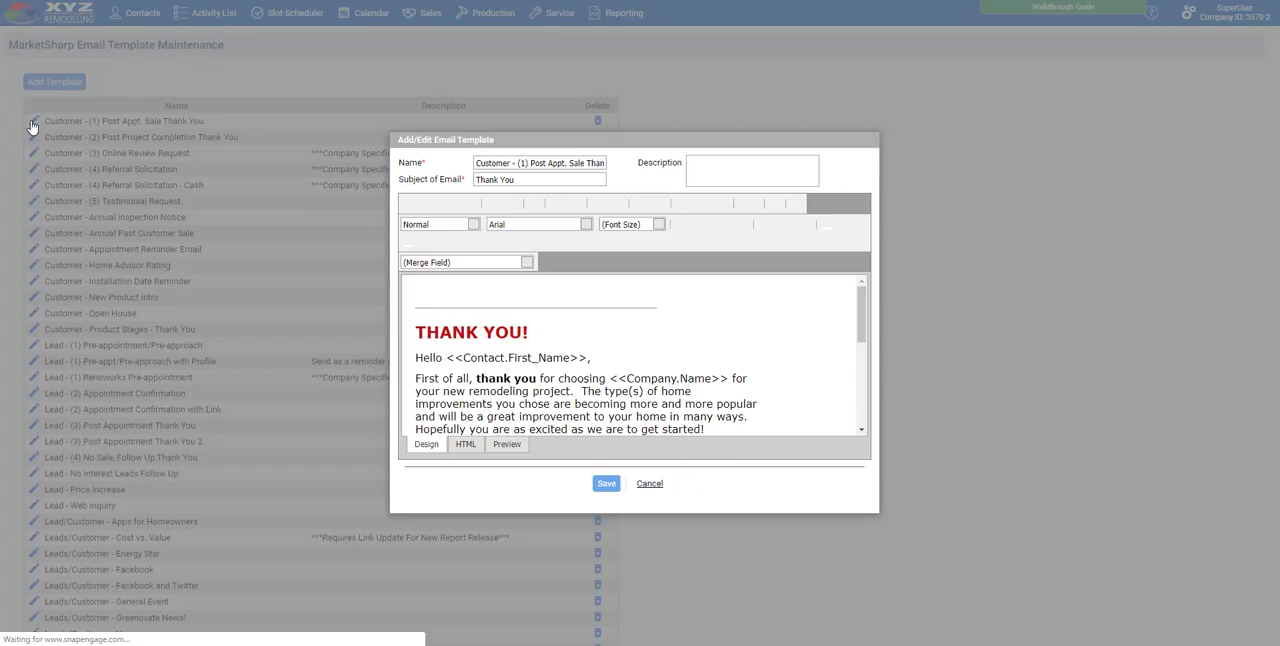 XYZ
REMODELING
Contacts
Activity List
Slot Scheduler
Calendar
Sales
Production
Service
Reporting
Walkthrough Guide
?
SuperUser
Company ID: 3579-2
MarketSharp Email Template Maintenance
Add Template
Name Description Delete
Customer - (1) Post Appt. Sale Thank You
Customer - (2) Post Project Completion Thank You
Customer - (3) Online Review Request ***Company Specifi
Customer - (4) Referral Solicitation ***Company Specifi
Customer - (4) Referral Solicitation - Cash ***Company Specifi
Customer - (5) Testimonial Request
Customer - Annual Inspection Notice
Customer - Annual Past Customer Sale
Customer - Appointment Reminder Email
Customer - Home Advisor Rating
Customer - Installation Date Reminder
Customer - New Product Intro
Customer - Open House
Customer - Product Stages - Thank You
Lead - (1) Pre-appointment/Pre-approach
Lead - (1) Pre-appt/Pre-approach with Profile Send as a reminder
Lead - (1) Renoworks Pre-appointment ***Company Specifi
Lead - (2) Appointment Confirmation
Lead - (2) Appointment Confirmation with Link
Lead - (3) Post Appointment Thank You
Lead - (3) Post Appointment Thank You 2
Lead - (4) No Sale, Follow Up Thank You
Lead - No Interest Leads Follow Up
Lead - Price Increase
Lead - Web Inquiry
Lead/Customer - Apps for Homeowners
Leads/Customer - Cost vs. Value ***Requires Link Update For New Report Release***
Leads/Customer - Energy Star
Leads/Customer - Facebook
Leads/Customer - Facebook and Twitter
Leads/Customer - General Event
Leads/Customer - Greenovate News!
Add/Edit Email Template
Name* Customer - (1) Post Appt. Sale Than Description
Subject of Email* Thank You
Normal Arial (Font Size)
(Merge Field)
THANK YOU!
Hello <<Contact.First_Name>>,
First of all, thank you for choosing <<Company.Name>> for
your new remodeling project. The type(s) of home
improvements you chose are becoming more and more popular
and will be a great improvement to your home in many ways.
Hopefully you are as excited as we are to get started!
Design HTML Preview
Save Cancel
Waiting for www.snapengage.com...